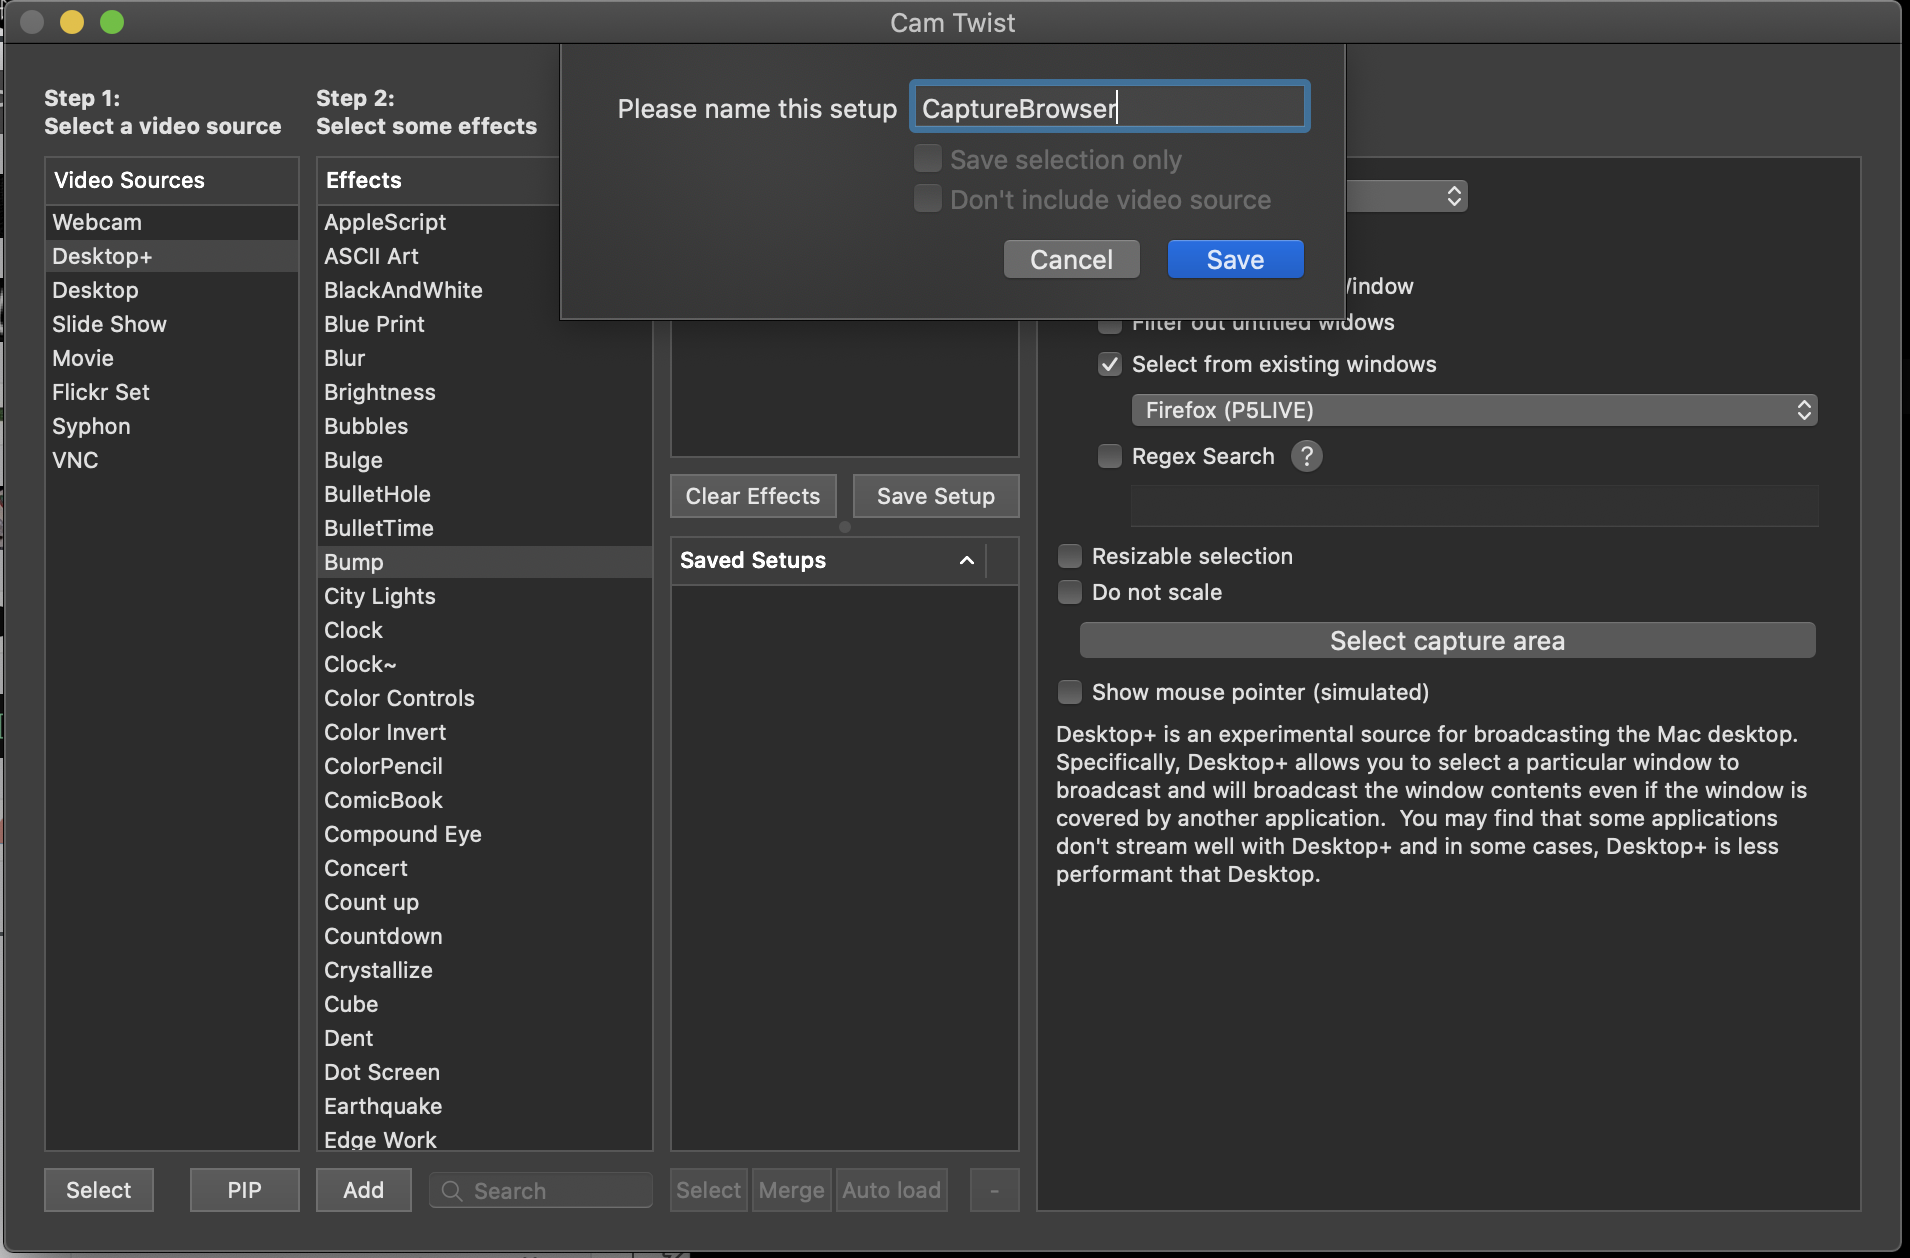 Cam Twist
Step 1:
Select a video source
Step 2:
Select some effects
Please name this setup
CaptureBrowser
Save selection only
Don't include video source
Cancel
Save
Video Sources
Webcam
Desktop+
Desktop
Slide Show
Movie
Flickr Set
Syphon
VNC
Select
PIP
Effects
AppleScript
ASCII Art
BlackAndWhite
Blue Print
Blur
Brightness
Bubbles
Bulge
BulletHole
BulletTime
Bump
City Lights
Clock
Clock~
Color Controls
Color Invert
ColorPencil
ComicBook
Compound Eye
Concert
Count up
Countdown
Crystallize
Cube
Dent
Dot Screen
Earthquake
Edge Work
Add
Search
Clear Effects
Save Setup
Saved Setups
Select
Merge
Auto load
-
Window
Filter out untitled widows
Select from existing windows
Firefox (P5LIVE)
Regex Search
?
Resizable selection
Do not scale
Select capture area
Show mouse pointer (simulated)
Desktop+ is an experimental source for broadcasting the Mac desktop.
Specifically, Desktop+ allows you to select a particular window to
broadcast and will broadcast the window contents even if the window is
covered by another application.  You may find that some applications
don't stream well with Desktop+ and in some cases, Desktop+ is less
performant that Desktop.